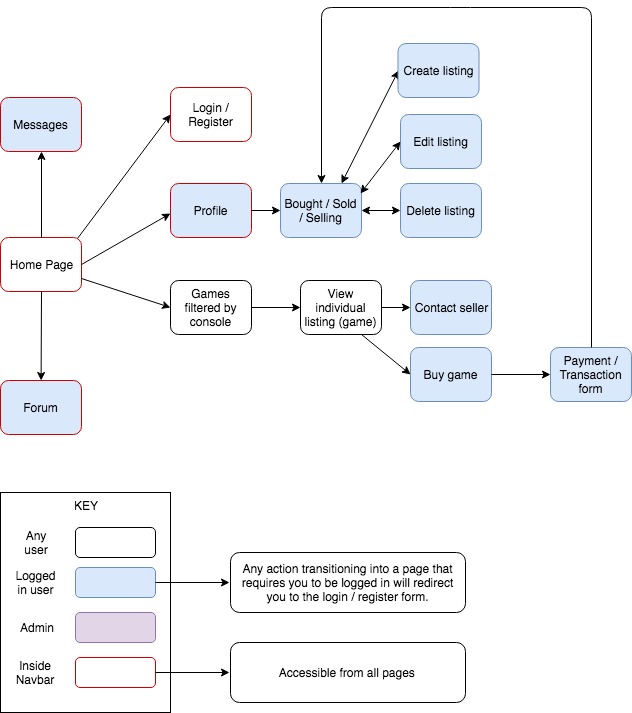 Create listing
Login /
Register
Messages
Edit listing
Profile
Bought / Sold
/ Selling
Delete listing
Home Page
Games
filtered by
console
View
individual
listing (game)
Contact seller
Buy game
Payment /
Transaction
form
Forum
KEY
Any
user
Logged
in user
Any action transitioning into a page that
requires you to be logged in will redirect
you to the login / register form.
Admin
Inside
Navbar
Accessible from all pages